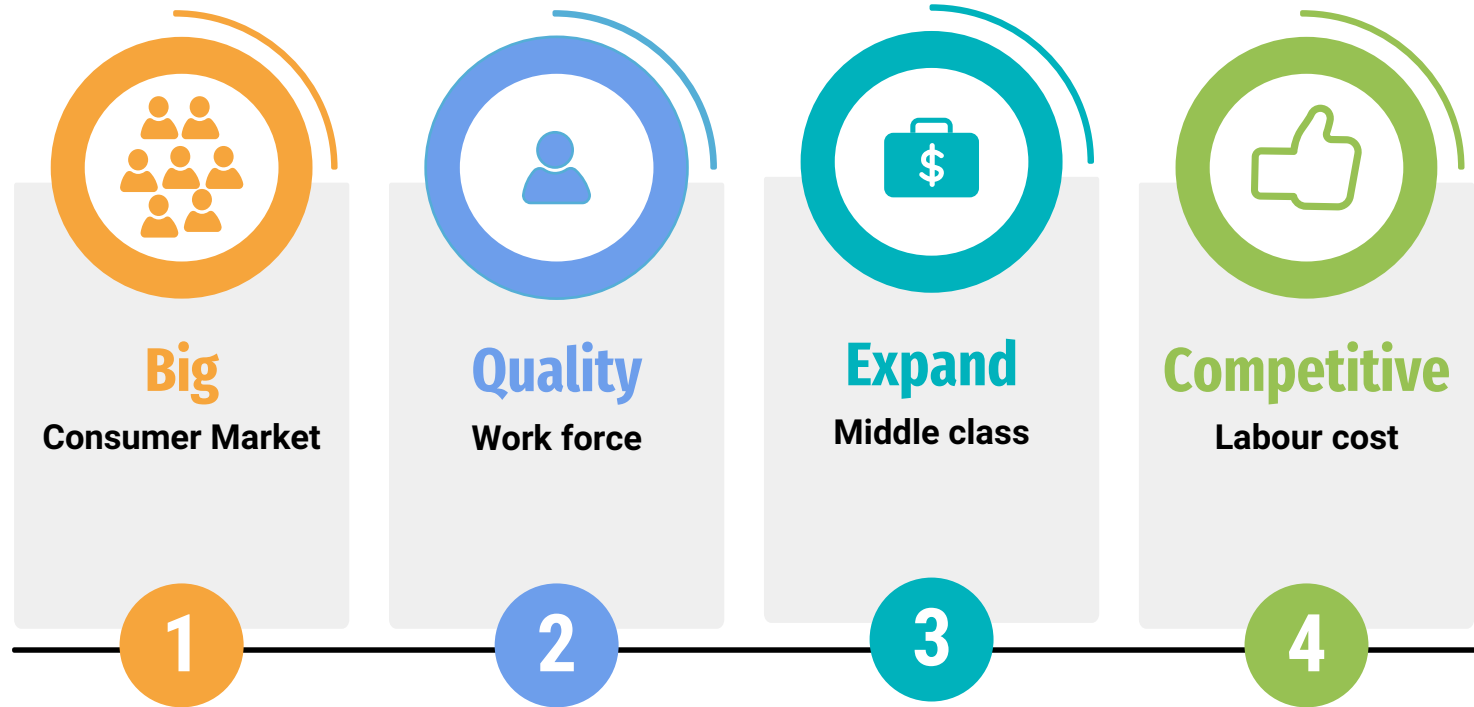 $
Big
Consumer Market
1
Quality
Work force
2
Expand
Middle class
3
Competitive
Labour cost
4